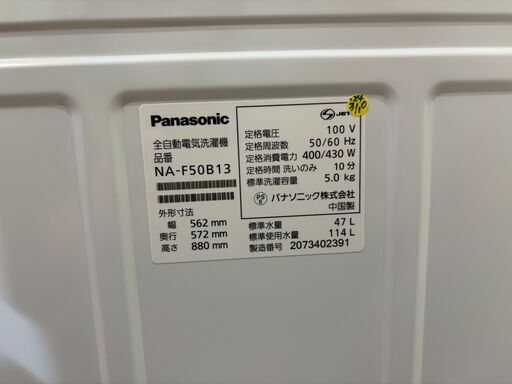 Panasonic
全自動電気洗濯機
品番
NA-F50B13
外形寸法
幅 562 mm
奥行 572 mm
高さ 880 mm
JET
定格電圧 100 V
定格周波数 50/60 Hz
定格消費電力 400/430 W
定格時間 洗いのみ 10 分
標準洗濯容量 5.0 kg
PS E パナソニック株式会社
中国製
標準水量 47 L
標準使用水量 114 L
製造番号 2073402391